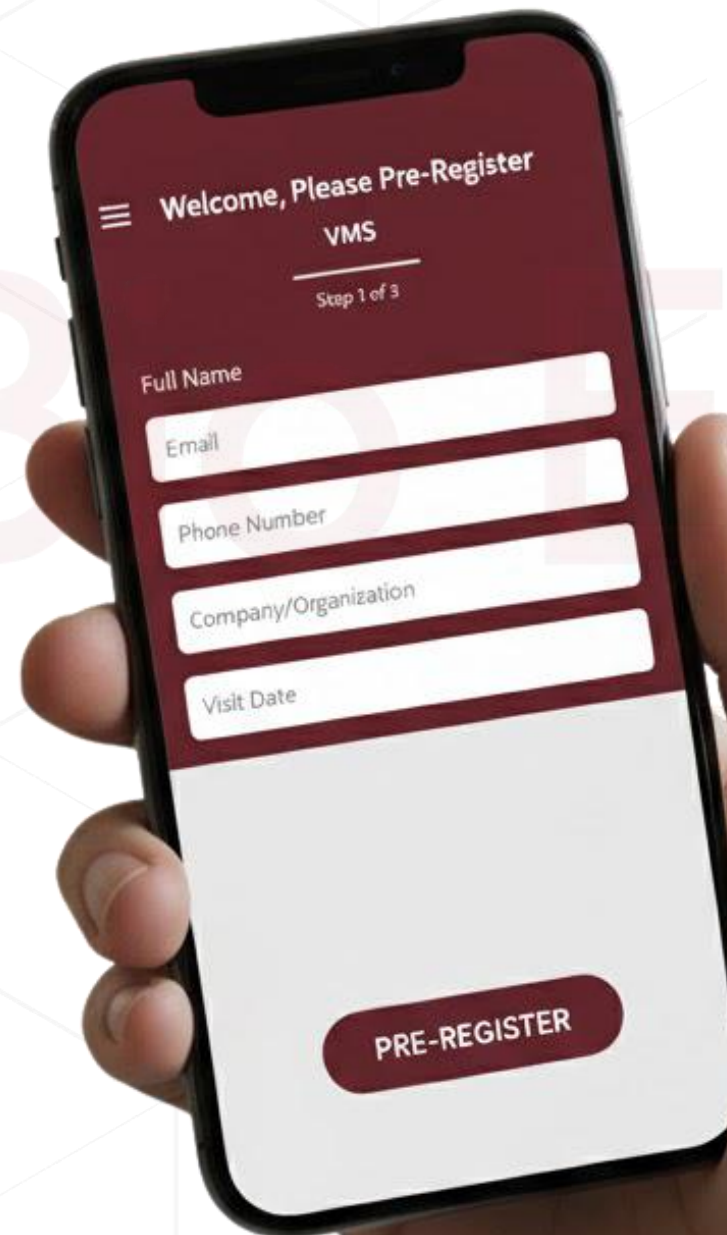 Welcome, Please Pre-Register
VMS
Step 1 of 3
Full Name
Email
Phone Number
Company/Organization
Visit Date
PRE-REGISTER